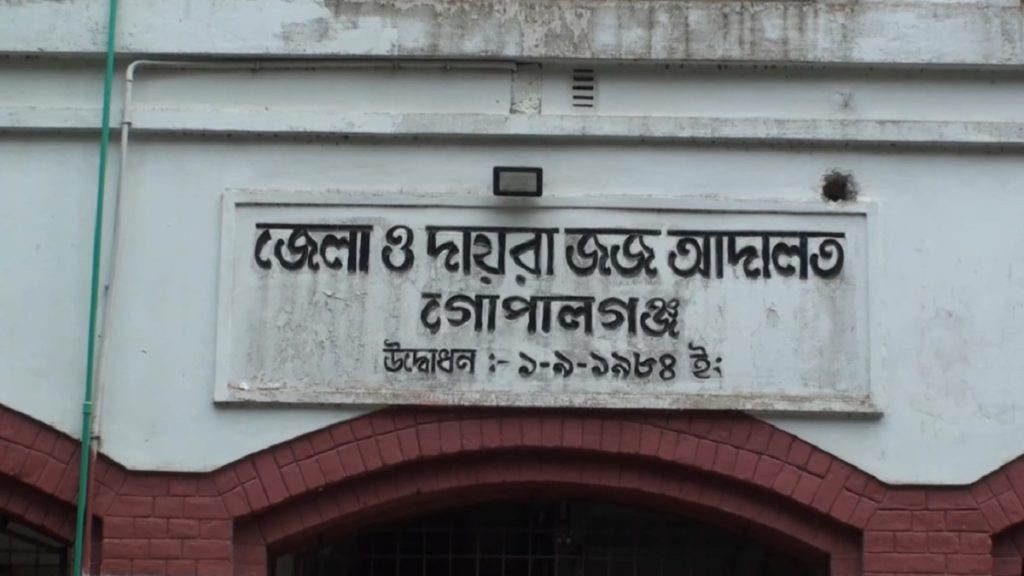 জেলা ও দায়রা জজ আদালত
গোপালগঞ্জ
উদ্বোধন :- ১-৯-১৯৮৪ ইং